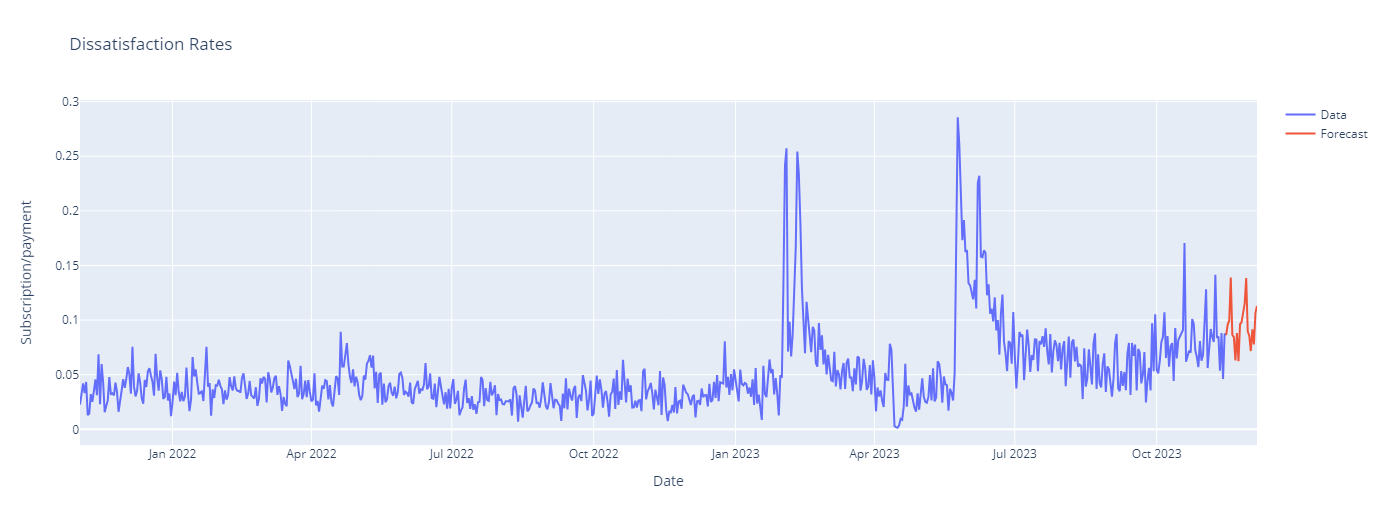 Dissatisfaction Rates
Data
Forecast
Subscription/payment
0.3
0.25
0.2
0.15
0.1
0.05
0
Jan 2022 Apr 2022 Jul 2022 Oct 2022 Jan 2023 Apr 2023 Jul 2023 Oct 2023
Date